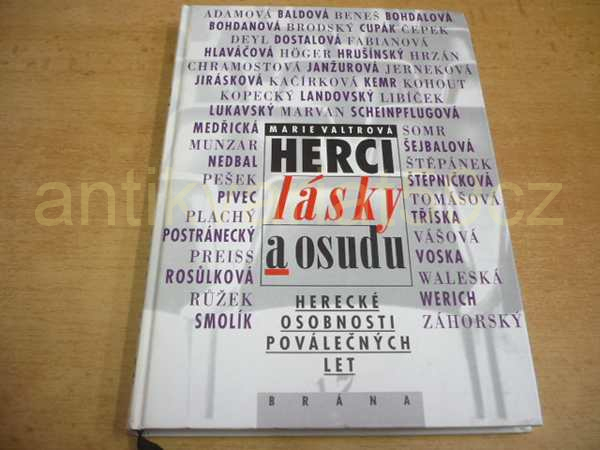 ADAMOVÁ BALDOVÁ BENEŠ BOHDALOVÁ
BOHDANOVÁ BRODSKÝ CUPÁK ČEPEK
DEYL DOSTALOVÁ FABIANOVÁ
HLAVÁČOVÁ HÖGER HRUŠÍNSKÝ HRZÁN
CHRAMOSTOVÁ JANŽUROVÁ JERNEKOVÁ
JIRÁSKOVÁ KAČÍRKOVÁ KEMR KOHOUT
KOPECKÝ LANDOVSKÝ LIBÍČEK
LUKAVSKÝ MARVAN SCHEINPFLUGOVÁ
MEDŘICKÁ
MUNZAR
NEDBAL
PEŠEK
PIVEC
PLACHÝ
POSTRÁNECKÝ
PREISS
ROSŮLKOVÁ
RŮŽEK
SMOLÍK
MARIE VALTROVÁ
HERCI
lásky
a osudu
SOMR
ŠEJBALOVÁ
ŠTĚPÁNEK
ŠTĚPNIČKOVÁ
TOMÁŠOVÁ
TŘÍSKA
VÁŠOVÁ
VOSKA
WALESKÁ
WERICH
ZÁHORSKÝ
HERECKÉ
OSOBNOSTI
POVÁLEČNÝCH
LET
BRÁNA